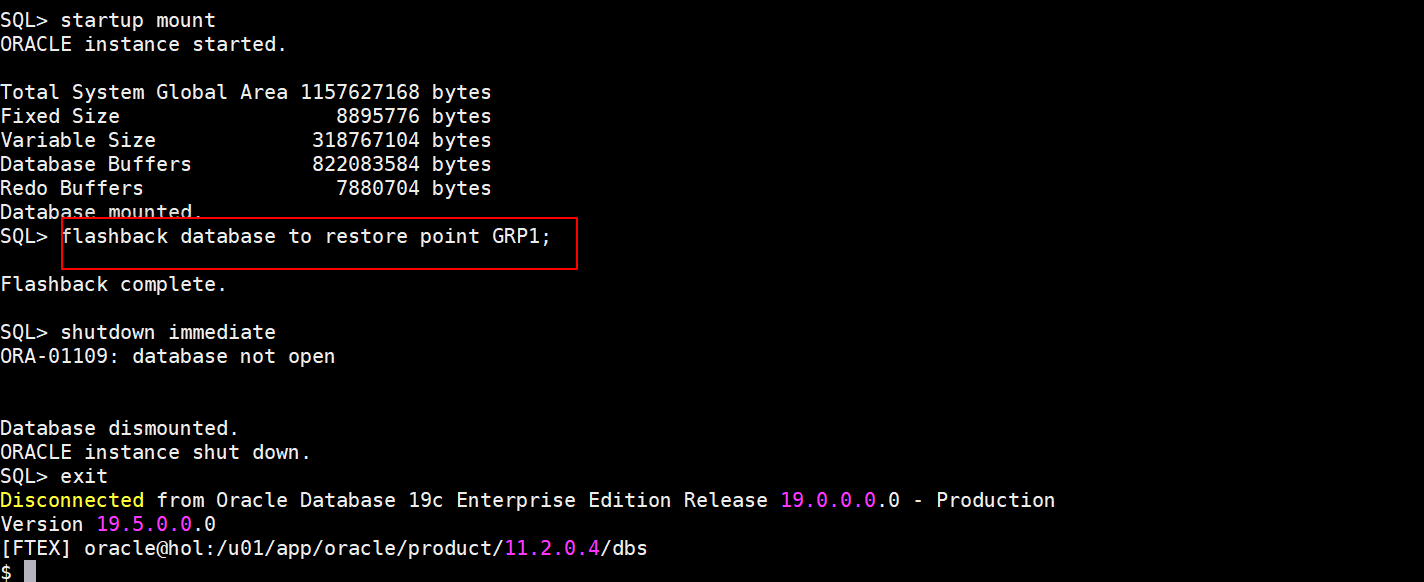 SQL> startup mount
ORACLE instance started.
Total System Global Area 1157627168 bytes
Fixed Size                  8895776 bytes
Variable Size             318767104 bytes
Database Buffers          822083584 bytes
Redo Buffers                7880704 bytes
Database mounted.
SQL> flashback database to restore point GRP1;
Flashback complete.
SQL> shutdown immediate
ORA-01109: database not open
Database dismounted.
ORACLE instance shut down.
SQL> exit
Disconnected from Oracle Database 19c Enterprise Edition Release 19.0.0.0.0 - Production
Version 19.5.0.0.0
[FTEX] oracle@hol:/u01/app/oracle/product/11.2.0.4/dbs
$